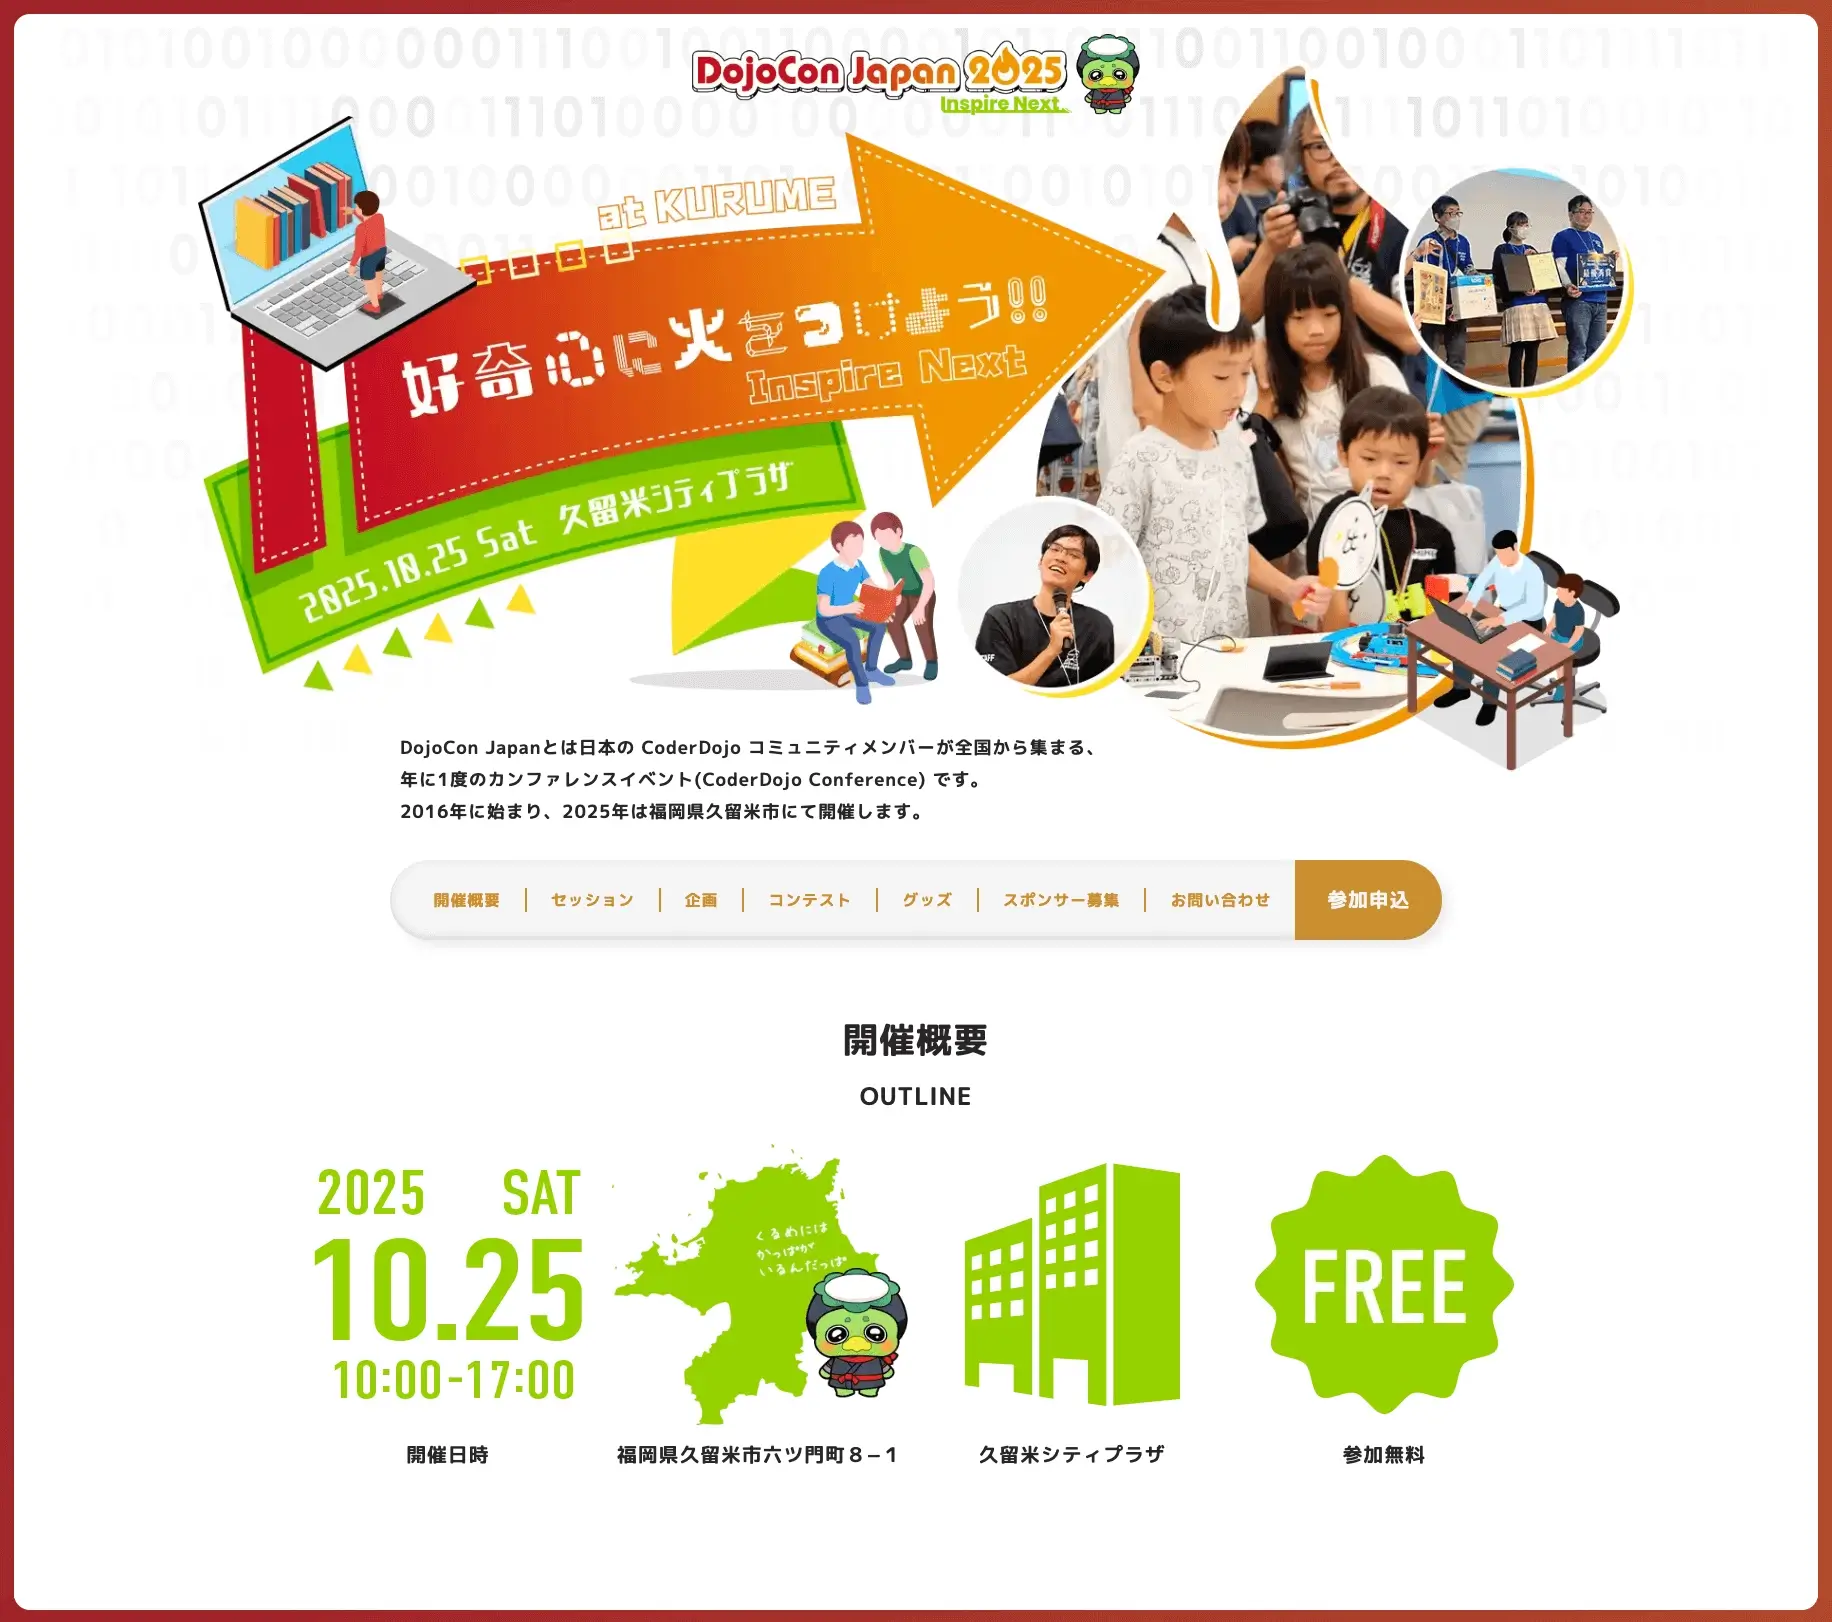 DojoCon Japan 2025
Inspire Next
at KURUME
好奇心に火をつけよう!!
Inspire Next
2025.10.25 Sat 久留米シティプラザ
最優秀賞
DojoCon Japanとは日本の CoderDojo コミュニティメンバーが全国から集まる、
年に1度のカンファレンスイベント(CoderDojo Conference) です。
2016年に始まり、2025年は福岡県久留米市にて開催します。
開催概要
セッション
企画
コンテスト
グッズ
スポンサー募集
お問い合わせ
参加申込
開催概要
OUTLINE
2025 SAT
10.25
10:00-17:00
開催日時
くるめには
かっぱが
いるんだっぱ
福岡県久留米市六ツ門町８−１
久留米シティプラザ
FREE
参加無料